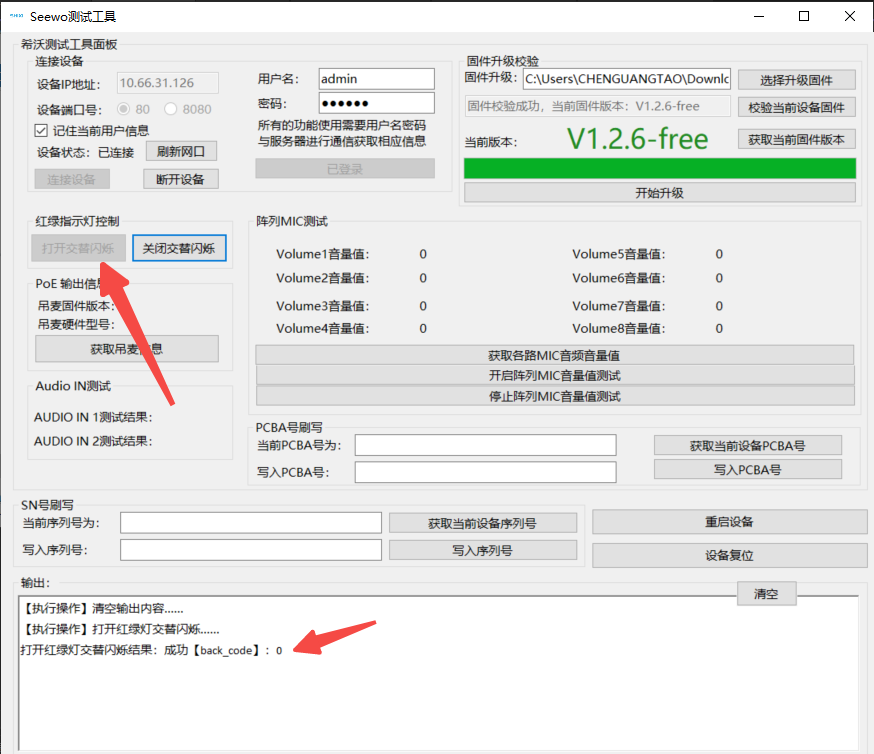 Seewo测试工具
希沃测试工具面板
连接设备
设备IP地址： 10.66.31.126
设备端口号： 80 8080
记住当前用户信息
设备状态：已连接 刷新网口
连接设备 断开设备
用户名： admin
密码： ●●●●●●
所有的功能使用需要用户名密码
与服务器进行通信获取相应信息
已登录
固件升级校验
固件升级： C:\Users\CHENGUANGTAO\Downlc 选择升级固件
固件校验成功，当前固件版本：V1.2.6-free 校验当前设备固件
当前版本： V1.2.6-free 获取当前固件版本
开始升级
红绿指示灯控制
打开交替闪烁 关闭交替闪烁
PoE 输出信息
吊麦固件版本：
吊麦硬件型号：
获取吊麦信息
Audio IN测试
AUDIO IN 1测试结果：
AUDIO IN 2测试结果：
阵列MIC测试
Volume1音量值： 0 Volume5音量值： 0
Volume2音量值： 0 Volume6音量值： 0
Volume3音量值： 0 Volume7音量值： 0
Volume4音量值： 0 Volume8音量值： 0
获取各路MIC音频音量值
开启阵列MIC音量值测试
停止阵列MIC音量值测试
PCBA号刷写
当前PCBA号为： 获取当前设备PCBA号
写入PCBA号： 写入PCBA号
SN号刷写
当前序列号为： 获取当前设备序列号
写入序列号： 写入序列号
重启设备
设备复位
输出： 清空
【执行操作】清空输出内容......
【执行操作】打开红绿灯交替闪烁......
打开红绿灯交替闪烁结果：成功【back_code】：0